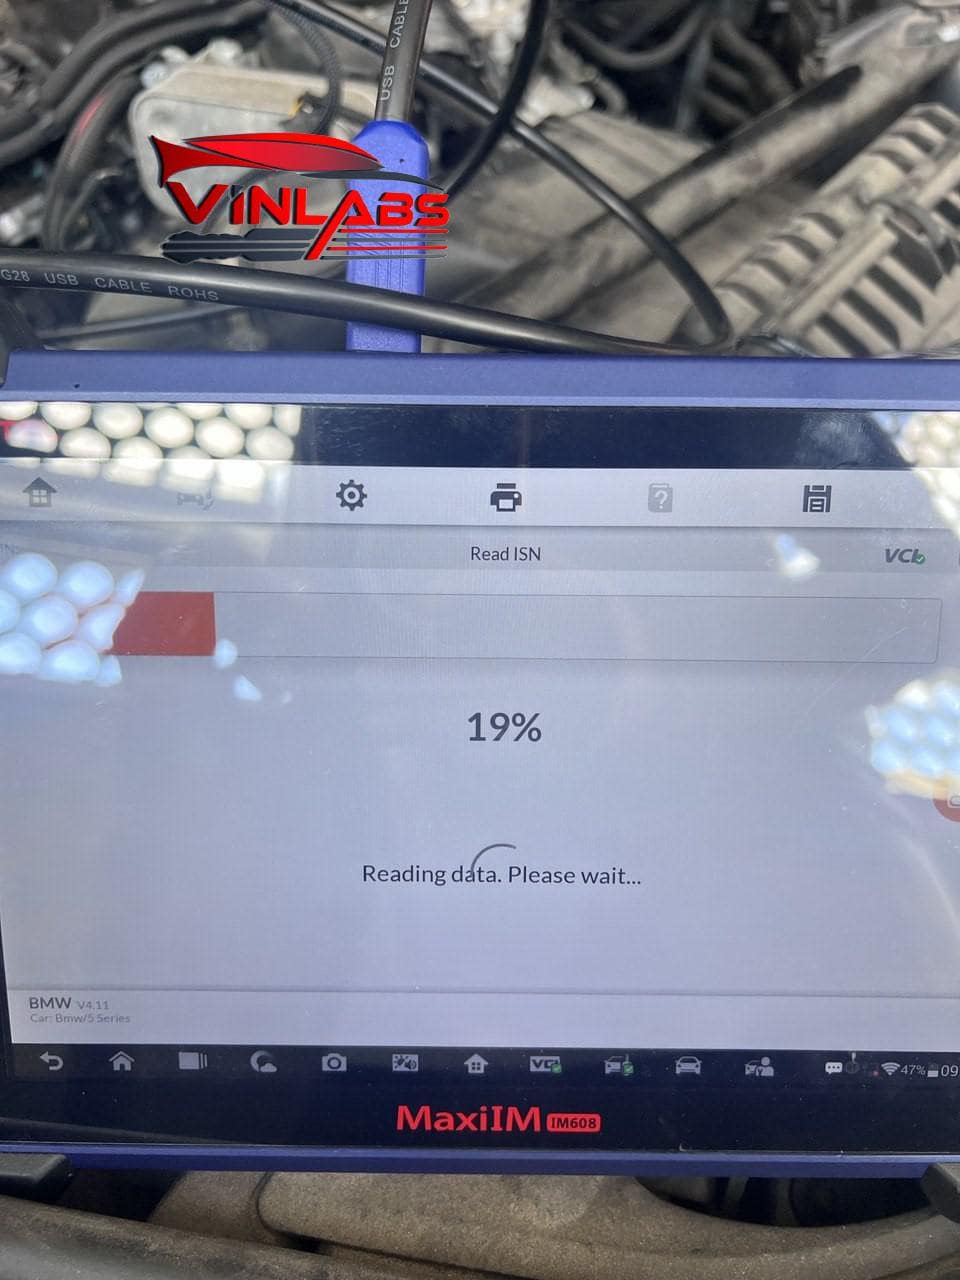 USB CABLE
VINLABS
G28 USB CABLE ROHS
?
Read ISN
VCI
19%
Reading data. Please wait...
BMW V4.11
Car: Bmw/5 Series
VCI
47%
09
MaxiIM IM608